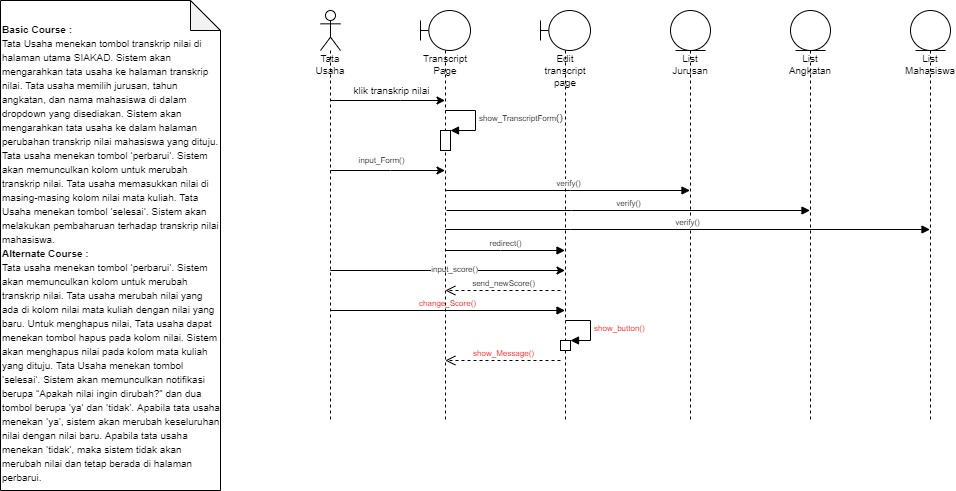 Basic Course :
Tata Usaha menekan tombol transkrip nilai di
halaman utama SIAKAD. Sistem akan
mengarahkan tata usaha ke halaman transkrip
nilai. Tata usaha memilih jurusan, tahun
angkatan, dan nama mahasiswa di dalam
dropdown yang disediakan. Sistem akan
mengarahkan tata usaha ke dalam halaman
perubahan transkrip nilai mahasiswa yang dituju.
Tata usaha menekan tombol 'perbarui'. Sistem
akan memunculkan kolom untuk merubah
transkrip nilai. Tata usaha memasukkan nilai di
masing-masing kolom nilai mata kuliah. Tata
Usaha menekan tombol 'selesai'. Sistem akan
melakukan pembaharuan terhadap transkrip nilai
mahasiswa.
Alternate Course :
Tata usaha menekan tombol 'perbarui'. Sistem
akan memunculkan kolom untuk merubah
transkrip nilai. Tata usaha merubah nilai yang
ada di kolom nilai mata kuliah dengan nilai yang
baru. Untuk menghapus nilai, Tata usaha dapat
menekan tombol hapus pada kolom nilai. Sistem
akan menghapus nilai pada kolom mata kuliah
yang dituju. Tata Usaha menekan tombol
'selesai'. Sistem akan memunculkan notifikasi
berupa "Apakah nilai ingin dirubah?" dan dua
tombol berupa 'ya' dan 'tidak'. Apabila tata usaha
menekan 'ya', sistem akan merubah keseluruhan
nilai dengan nilai baru. Apabila tata usaha
menekan 'tidak', maka sistem tidak akan
merubah nilai dan tetap berada di halaman
perbarui.
Tata
Usaha
Transcript
Page
Edit
transcript
page
List
Jurusan
List
Angkatan
List
Mahasiswa
klik transkrip nilai
show_TranscriptForm()
input_Form()
verify()
verify()
verify()
redirect()
input_score()
send_newScore()
change_Score()
show_button()
show_Message()